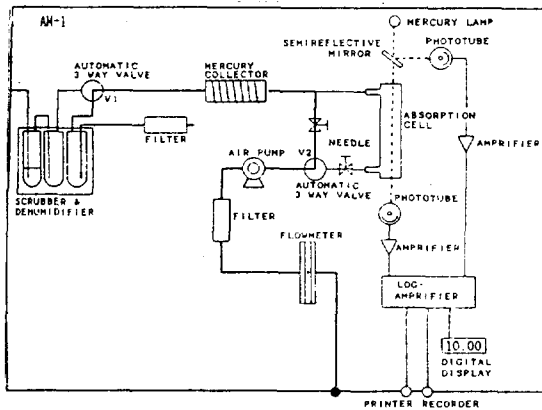 AM-1
MERCURY LAMP
SEMIREFLECTIVE
MIRROR
PHOTOTUBE
AUTOMATIC
3 WAY VALVE
V1
MERCURY
COLLECTOR
ABSORPTION
CELL
AMPRIFIER
FILTER
NEEDLE
V2
AIR PUMP
AUTOMATIC
3 WAY VALVE
SCRUBBER &
DEHUMIDIFIER
PHOTOTUBE
FILTER
FLOWMETER
AMPRIFIER
LOG-
AMPRIFIER
10.00
DIGITAL
DISPLAY
PRINTER RECORDER